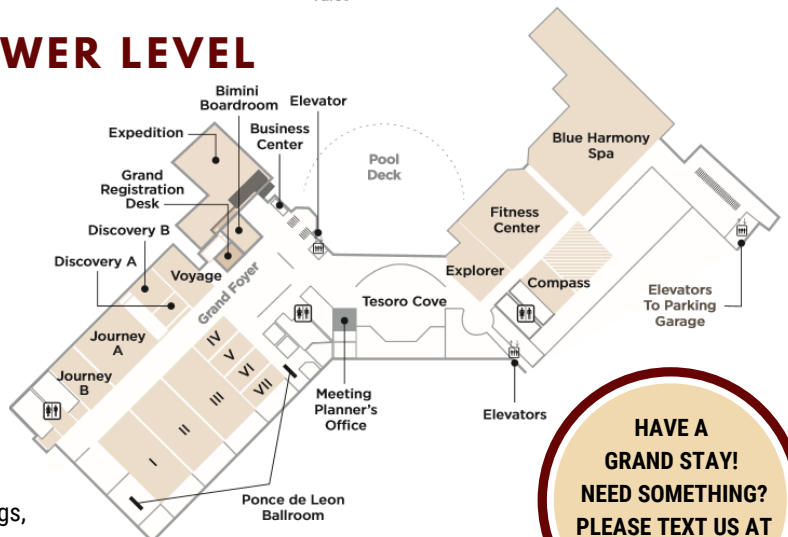 WER LEVEL
Bimini
Boardroom
Elevator
Expedition
Business
Center
Pool
Deck
Blue Harmony
Spa
Grand
Registration
Desk
Discovery B
Discovery A
Voyage
Grand Foyer
Fitness
Center
Explorer
Compass
Tesoro Cove
Elevators
To Parking
Garage
Journey
A
Journey
B
IV
V
VI
VII
III
II
I
Meeting
Planner's
Office
Elevators
Ponce de Leon
Ballroom
gs,
HAVE A
GRAND STAY!
NEED SOMETHING?
PLEASE TEXT US AT